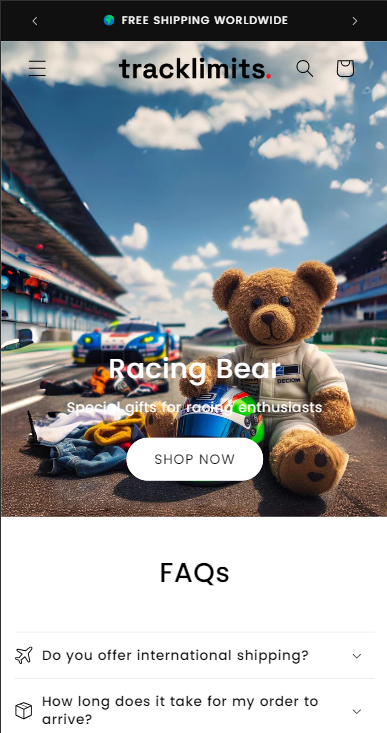 FREE SHIPPING WORLDWIDE
tracklimits.
DECIOW
Racing Bear
Special gifts for racing enthusiasts
SHOP NOW
FAQs
Do you offer international shipping?
How long does it take for my order to
arrive?